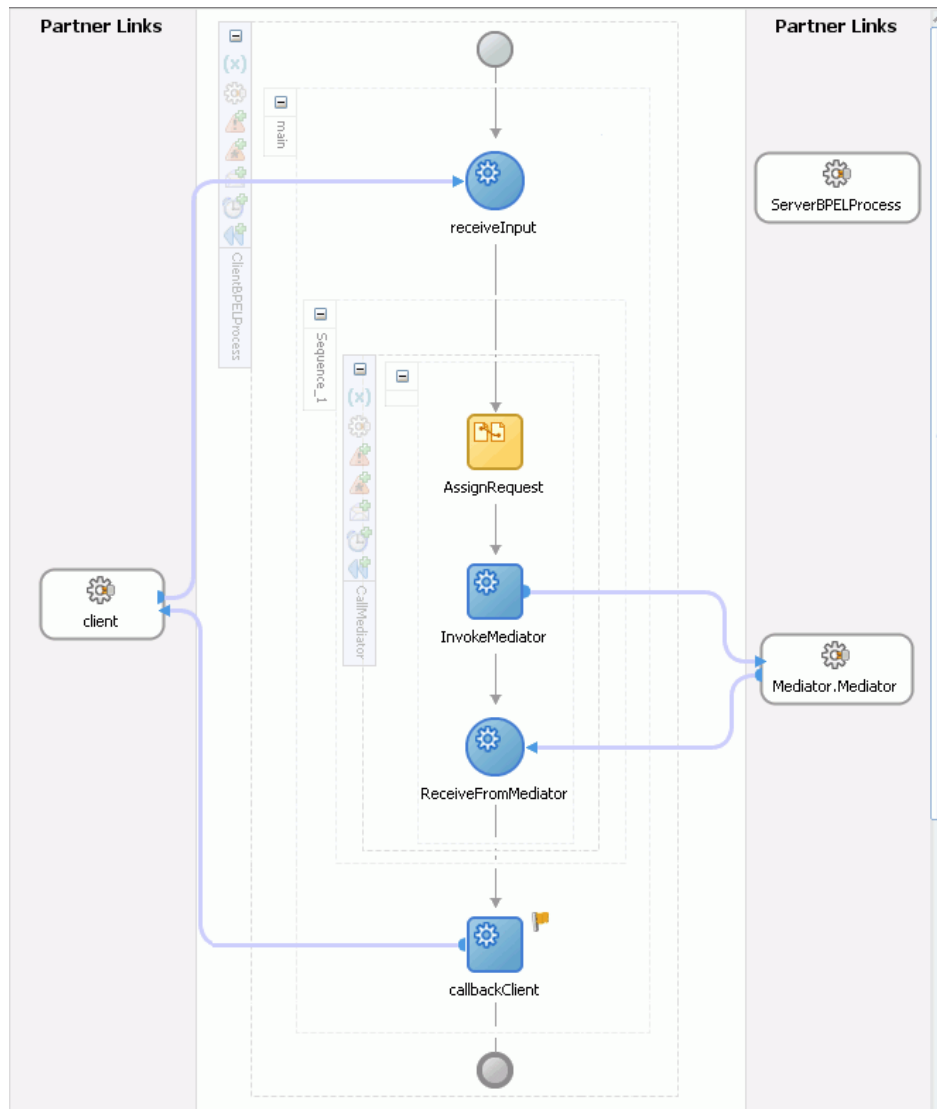 Partner Links
Partner Links
main
receiveInput
ServerBPELProcess
ClientBPELProcess
Sequence_1
AssignRequest
client
InvokeMediator
CallMediator
Mediator.Mediator
ReceiveFromMediator
callbackClient
(x)
(x)